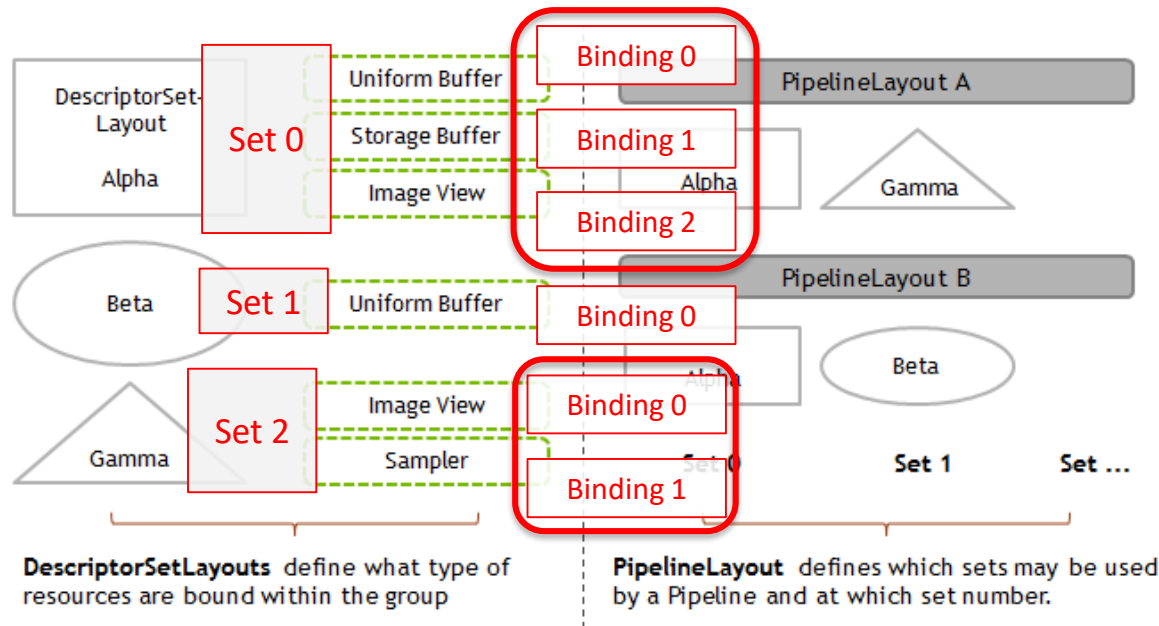 DescriptorSet-
Layout
Alpha
Set 0
Uniform Buffer
Binding 0
Storage Buffer
Binding 1
Image View
Binding 2
PipelineLayout A
Alpha
Gamma
Beta
Set 1
Uniform Buffer
Binding 0
PipelineLayout B
Alpha
Beta
Gamma
Set 2
Image View
Binding 0
Sampler
Binding 1
Set 0
Set 1
Set ...
DescriptorSetLayouts define what type of
resources are bound within the group
PipelineLayout defines which sets may be used
by a Pipeline and at which set number.